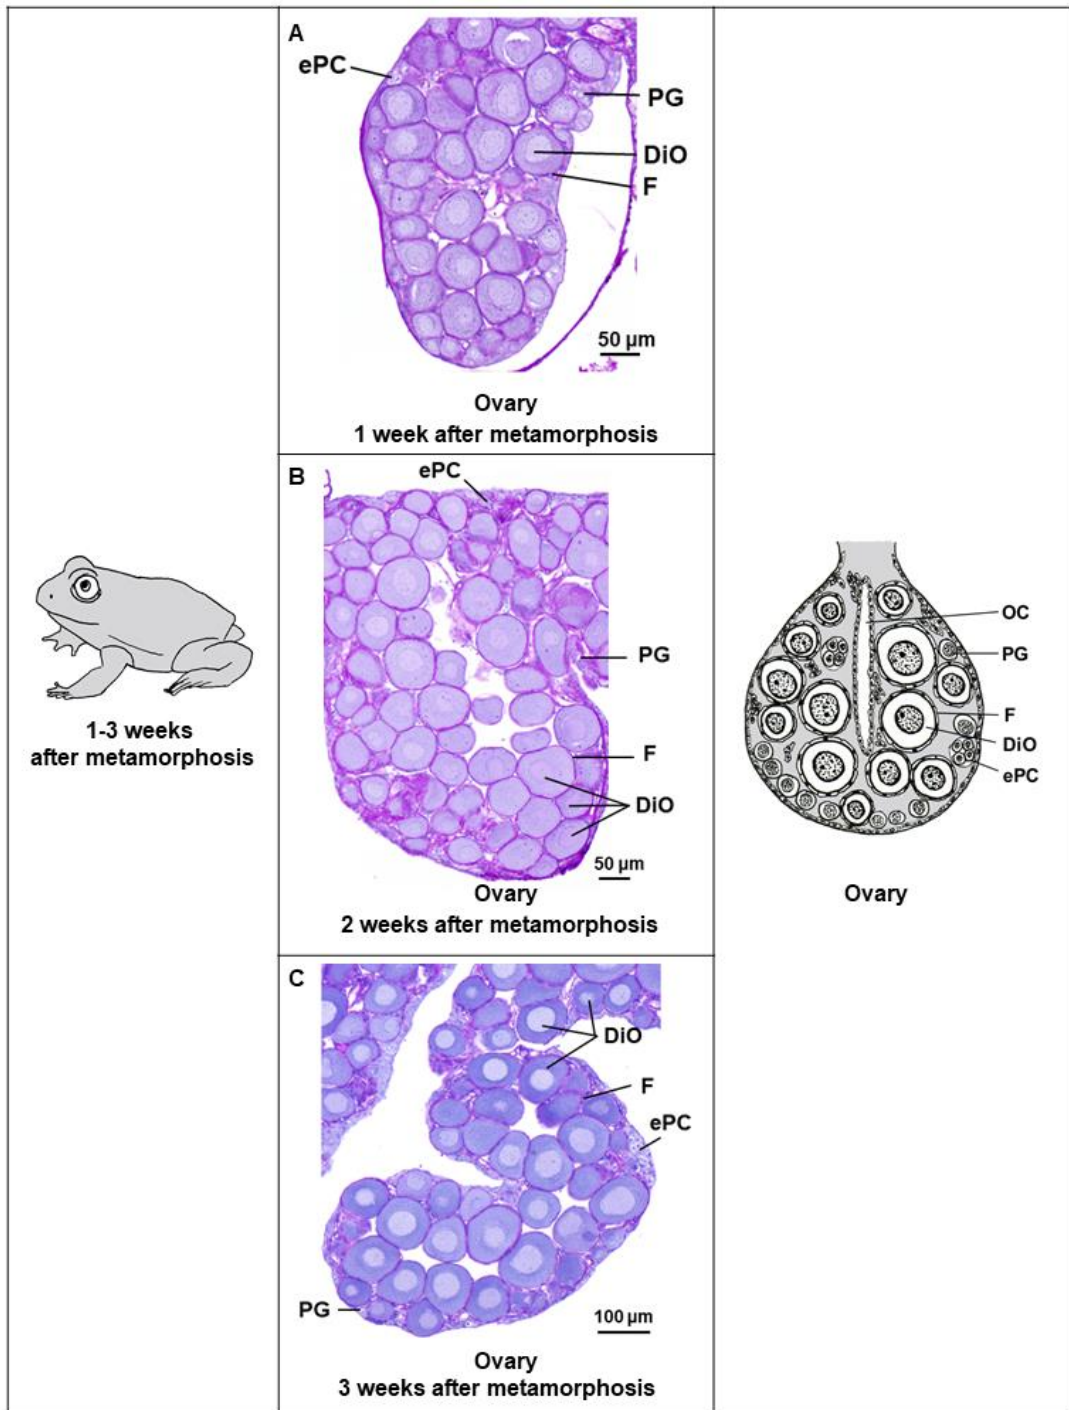 A
ePC
PG
DiO
F
50 µm
Ovary
1 week after metamorphosis
B
ePC
PG
F
DiO
50 µm
Ovary
2 weeks after metamorphosis
1-3 weeks
after metamorphosis
OC
PG
F
DiO
ePC
Ovary
C
DiO
F
ePC
PG
100 µm
Ovary
3 weeks after metamorphosis